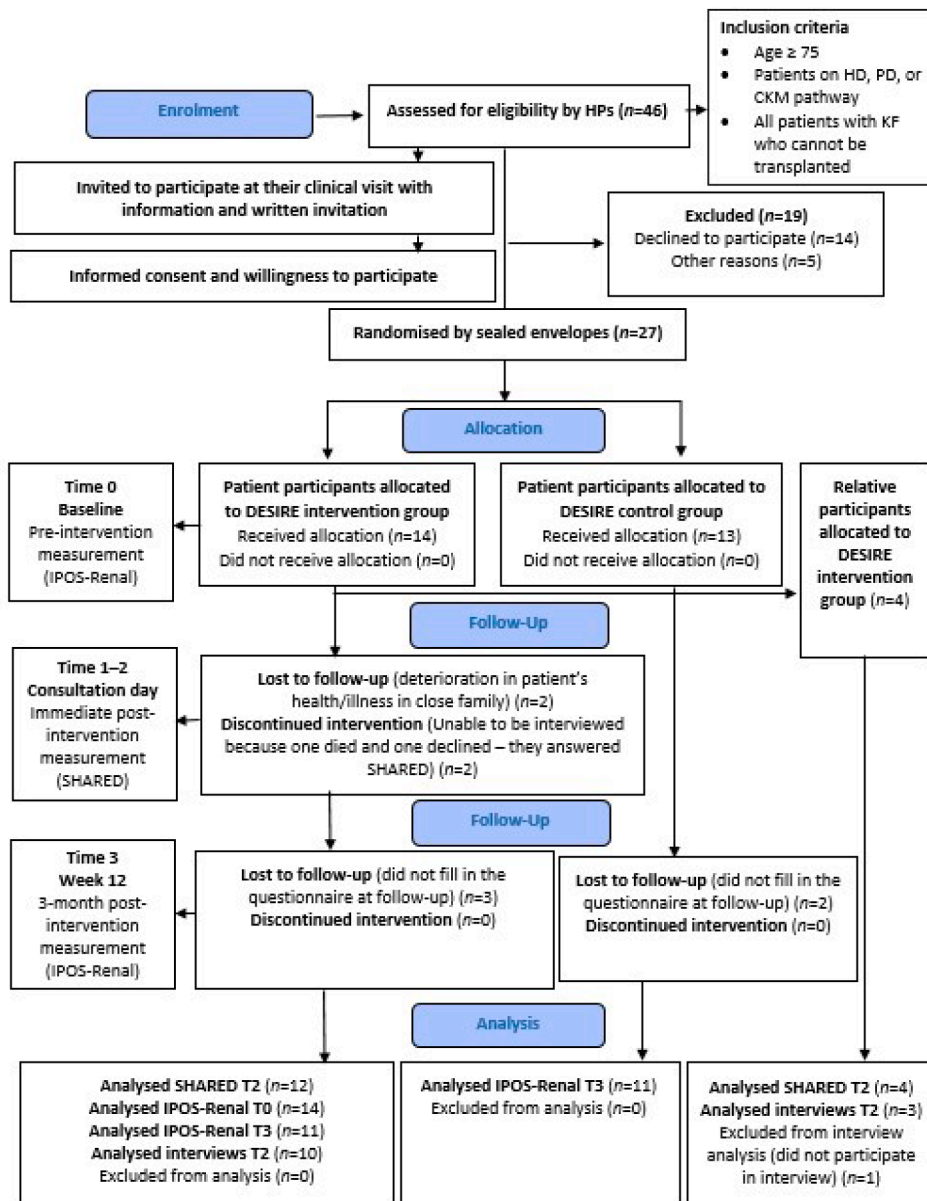 Inclusion criteria
• Age ≥ 75
• Patients on HD, PD, or
CKM pathway
• All patients with KF
who cannot be
transplanted
Enrolment
Assessed for eligibility by HPs (n=46)
Invited to participate at their clinical visit with
information and written invitation
Excluded (n=19)
Declined to participate (n=14)
Other reasons (n=5)
Informed consent and willingness to participate
Randomised by sealed envelopes (n=27)
Allocation
Time 0
Baseline
Pre-intervention
measurement
(IPOS-Renal)
Patient participants allocated
to DESIRE intervention group
Received allocation (n=14)
Did not receive allocation (n=0)
Patient participants allocated to
DESIRE control group
Received allocation (n=13)
Did not receive allocation (n=0)
Relative
participants
allocated to
DESIRE
intervention
group (n=4)
Follow-Up
Time 1–2
Consultation day
Immediate post-
intervention
measurement
(SHARED)
Lost to follow-up (deterioration in patient's
health/illness in close family) (n=2)
Discontinued intervention (Unable to be interviewed
because one died and one declined – they answered
SHARED) (n=2)
Follow-Up
Time 3
Week 12
3-month post-
intervention
measurement
(IPOS-Renal)
Lost to follow-up (did not fill in the
questionnaire at follow-up) (n=3)
Discontinued intervention (n=0)
Lost to follow-up (did not fill in the
questionnaire at follow-up) (n=2)
Discontinued intervention (n=0)
Analysis
Analysed SHARED T2 (n=12)
Analysed IPOS-Renal T0 (n=14)
Analysed IPOS-Renal T3 (n=11)
Analysed interviews T2 (n=10)
Excluded from analysis (n=0)
Analysed IPOS-Renal T3 (n=11)
Excluded from analysis (n=0)
Analysed SHARED T2 (n=4)
Analysed interviews T2 (n=3)
Excluded from interview
analysis (did not participate
in interview) (n=1)